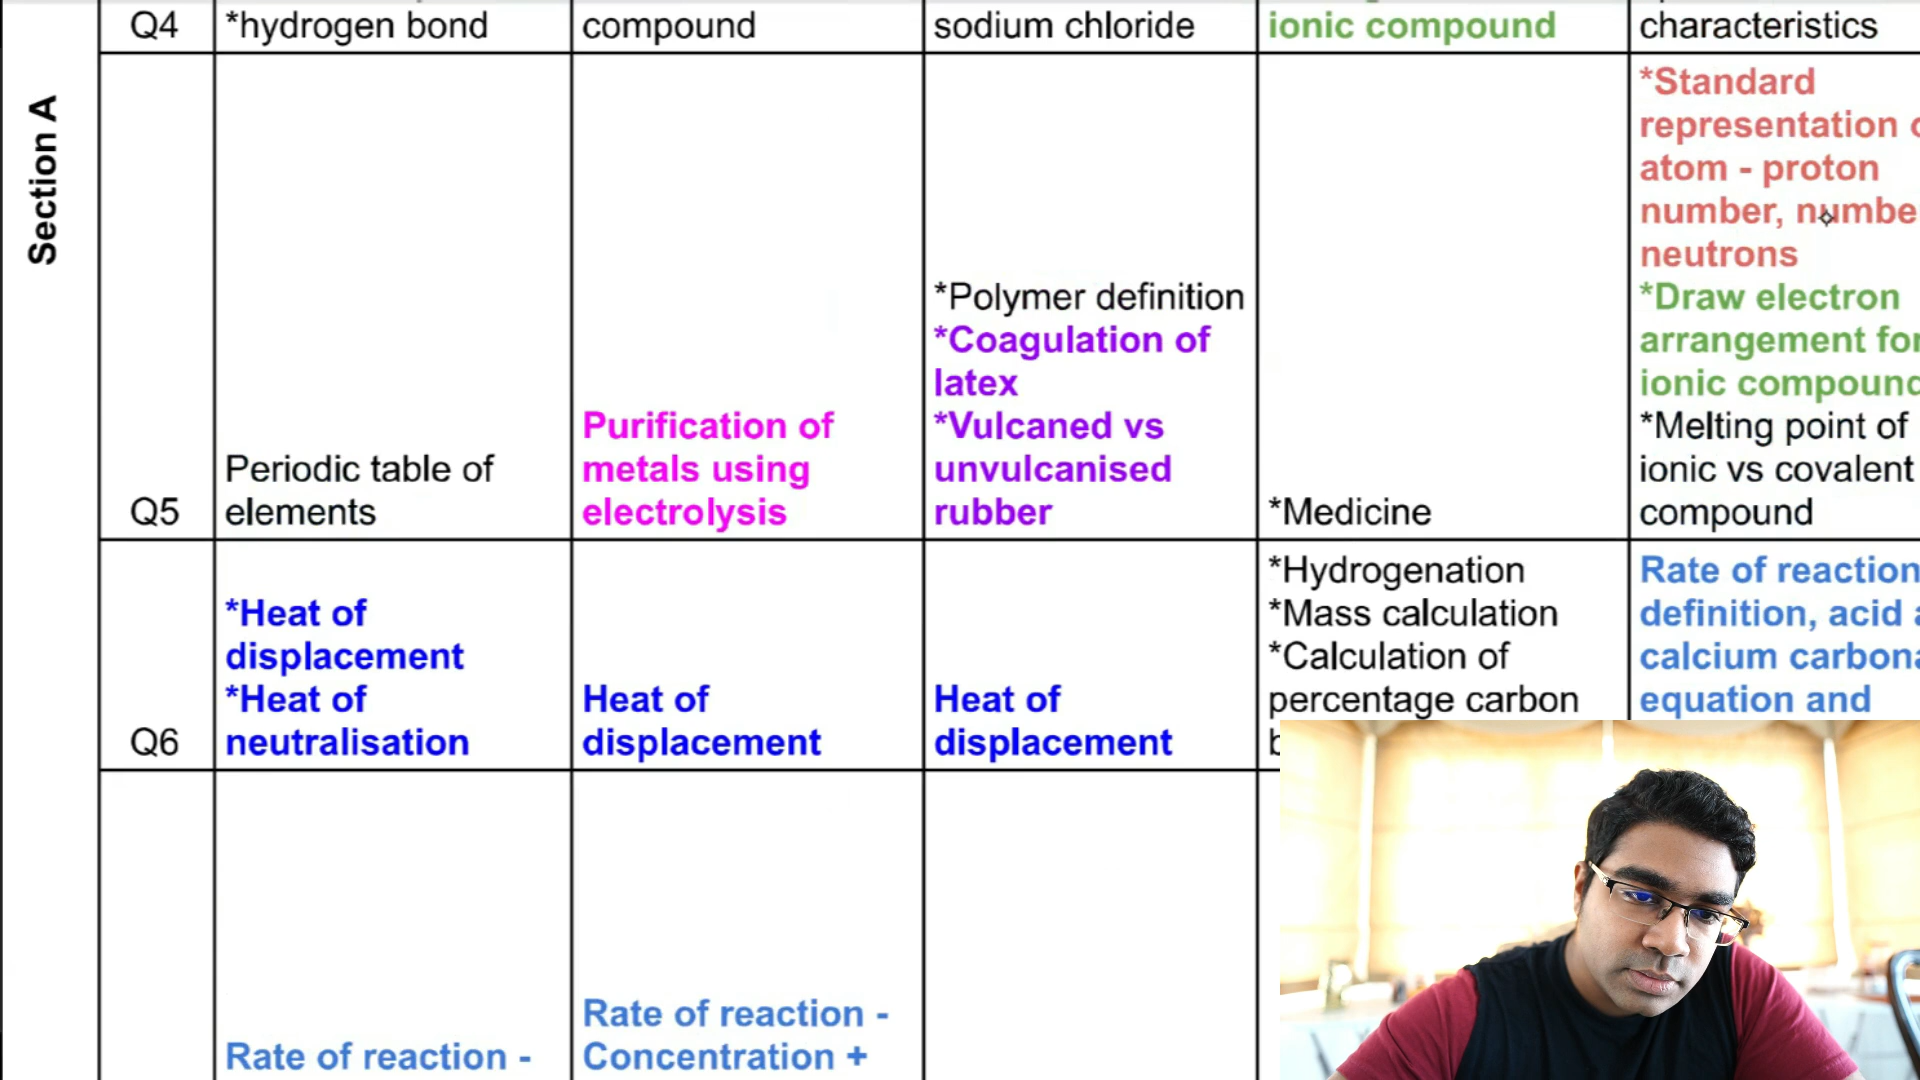 Section A
Q4
*hydrogen bond
compound
sodium chloride
ionic compound
characteristics
Q5
Periodic table of
elements
Purification of
metals using
electrolysis
*Polymer definition
*Coagulation of
latex
*Vulcaned vs
unvulcanised
rubber
*Medicine
*Standard
representation
atom - proton
number,
neutrons
*Draw electron
arrangement for
ionic compound
*Melting point of
ionic vs covalent
compound
Q6
*Heat of
displacement
*Heat of
neutralisation
Heat of
displacement
Heat of
displacement
*Hydrogenation
*Mass calculation
*Calculation of
percentage carbon
Rate of reaction
definition, acid
calcium
equation and
Rate of reaction -
Rate of reaction -
Concentration +